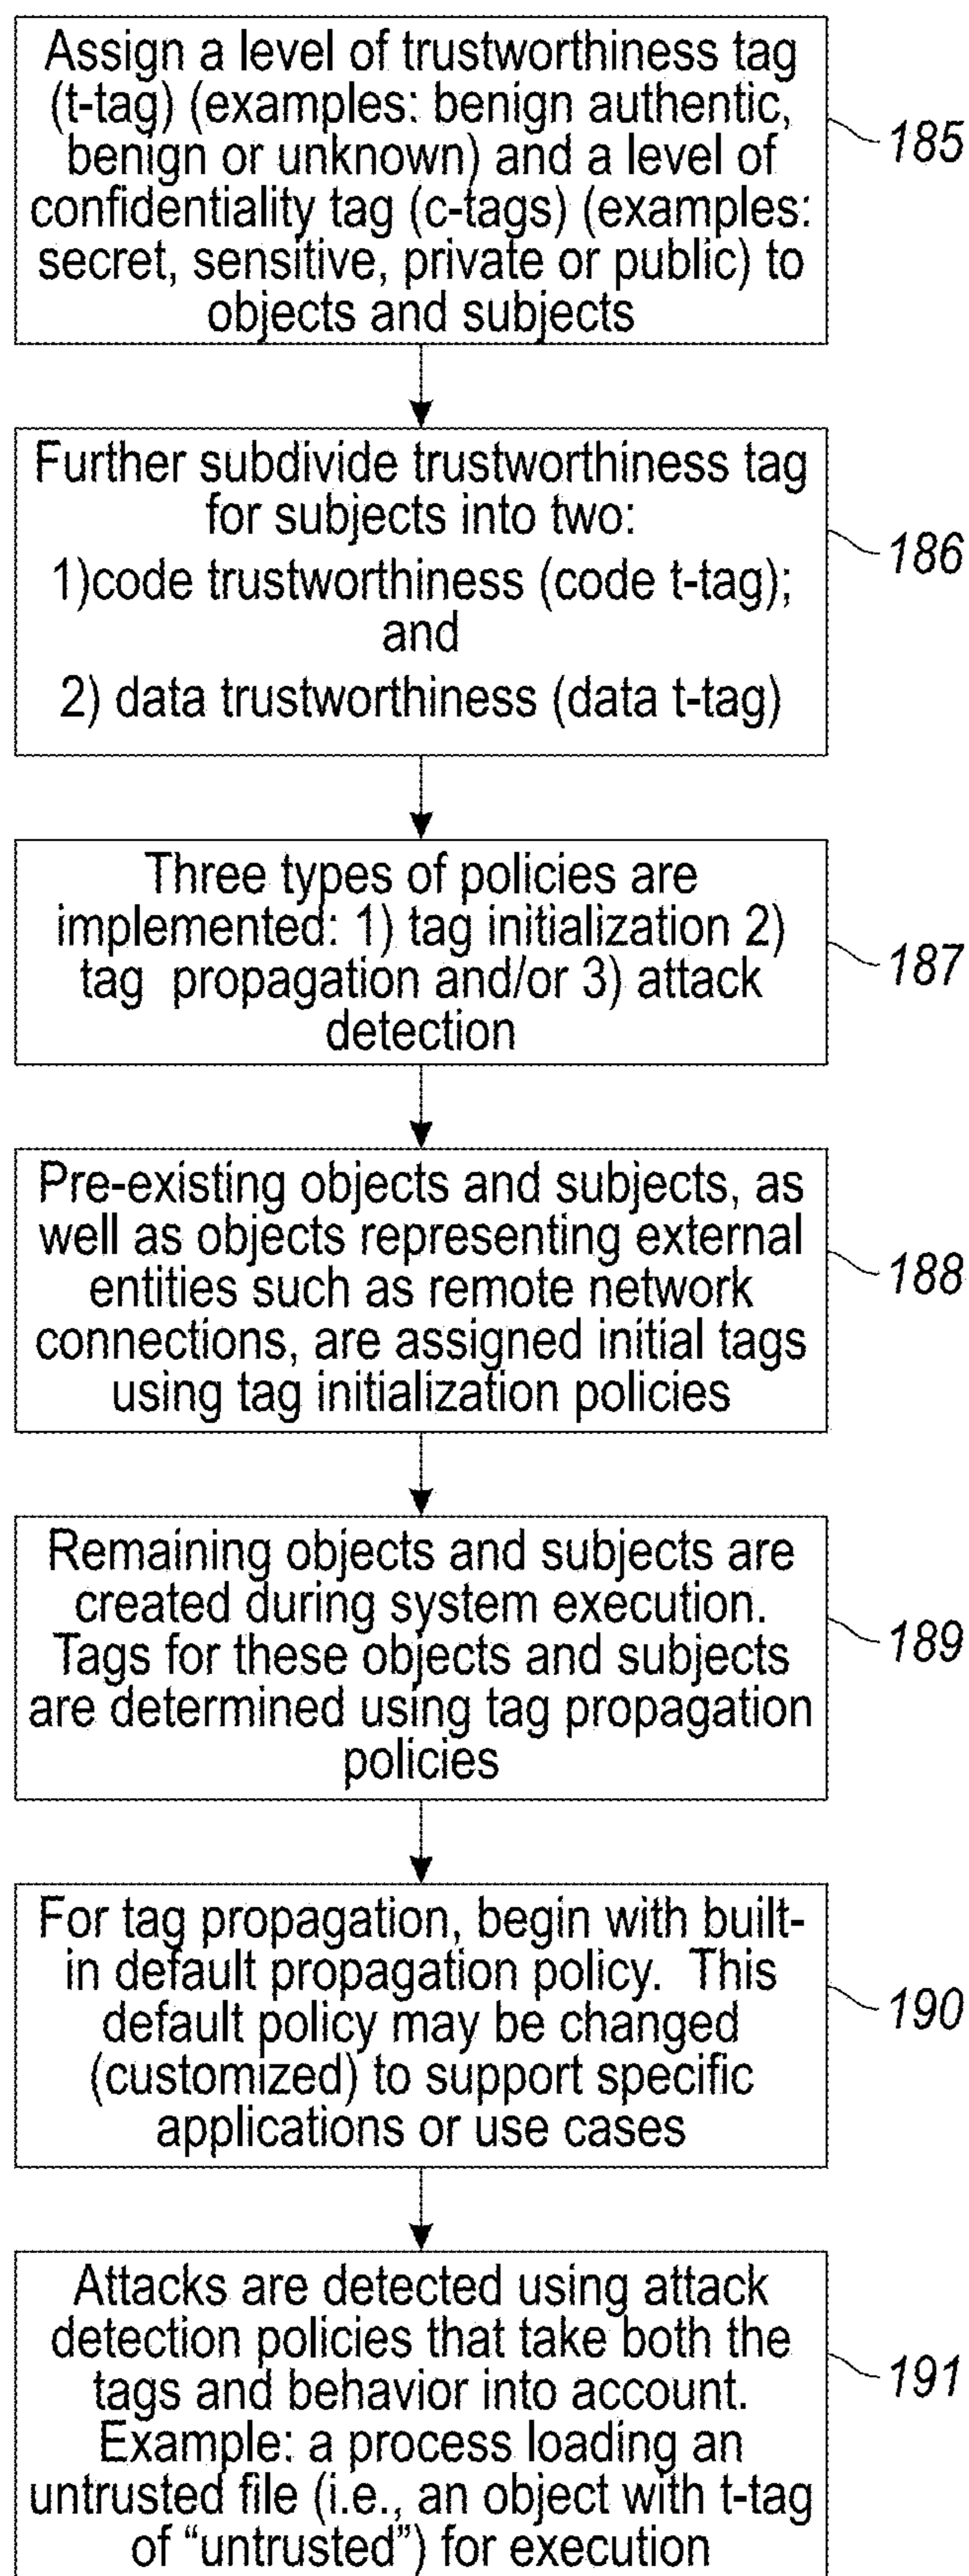 Assign a level of trustworthiness tag
(t-tag) (examples: benign authentic,
benign or unknown) and a level of
confidentiality tag (c-tags) (examples:
secret, sensitive, private or public) to
objects and subjects
185
Further subdivide trustworthiness tag
for subjects into two:
1)code trustworthiness (code t-tag);
and
2) data trustworthiness (data t-tag)
186
Three types of policies are
implemented: 1) tag initialization 2)
tag propagation and/or 3) attack
detection
187
Pre-existing objects and subjects, as
well as objects representing external
entities such as remote network
connections, are assigned initial tags
using tag initialization policies
188
Remaining objects and subjects are
created during system execution.
Tags for these objects and subjects
are determined using tag propagation
policies
189
For tag propagation, begin with built-
in default propagation policy. This
default policy may be changed
(customized) to support specific
applications or use cases
190
Attacks are detected using attack
detection policies that take both the
tags and behavior into account.
Example: a process loading an
untrusted file (i.e., an object with t-tag
of “untrusted”) for execution
191